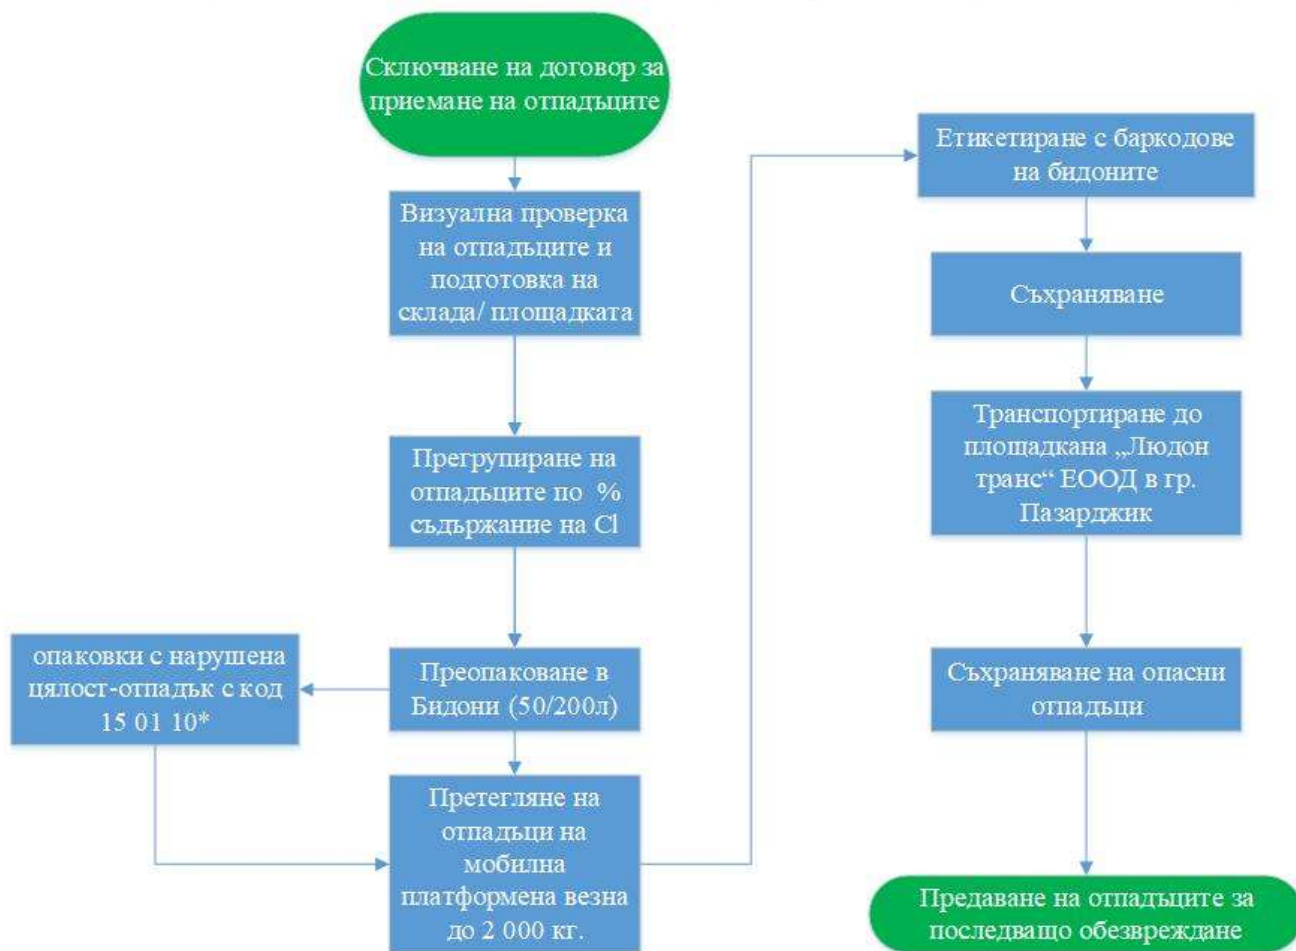 Сключване на договор за
приемане на отпадъците
Визуална проверка
на отпадъците и
подготовка на
склада/ площадката
Прегрупиране на
отпадъците по  %
съдържание на Cl
Преопаковане в
Бидони (50/200л)
опаковки с нарушена
цялост-отпадък с код
15 01 10*
Претегляне на
отпадъци на
мобилна
платформена везна
до 2 000 кг.
Етикетиране с баркодове
на бидоните
Съхраняване
Транспортиране до
площадкана „Людон
транс“ ЕООД в гр.
Пазарджик
Съхраняване на опасни
отпадъци
Предаване на отпадъците за
последващо обезвреждане